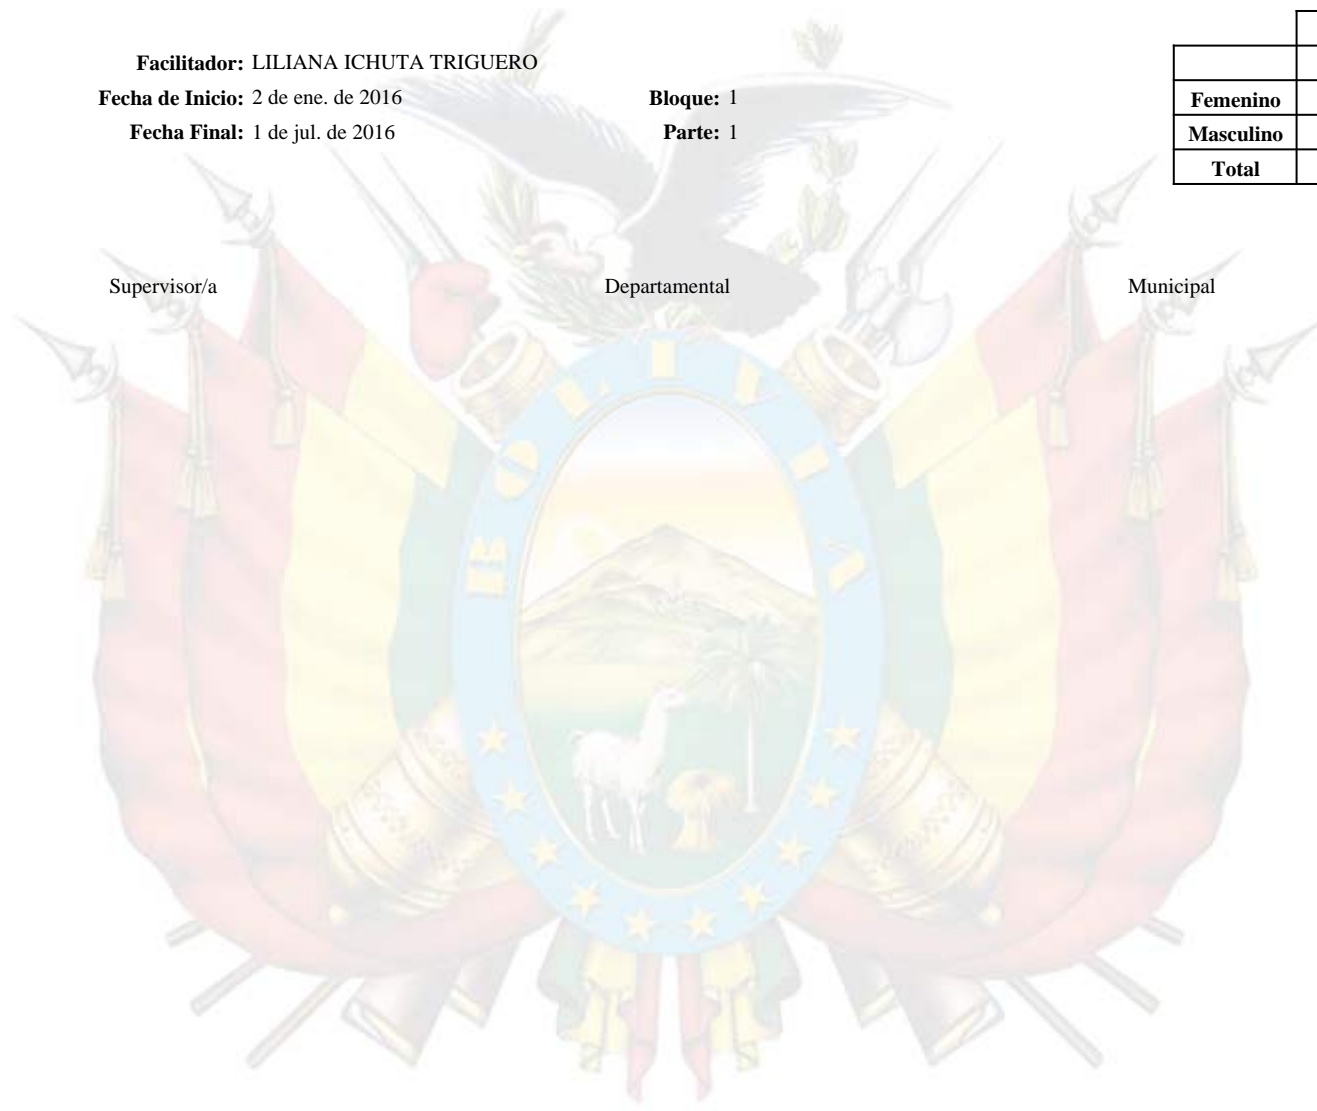 Facilitador: LILIANA ICHUTA TRIGUERO
Fecha de Inicio: 2 de ene. de 2016 Bloque: 1
Fecha Final: 1 de jul. de 2016 Parte: 1
Femenino
Masculino
Total
Supervisor/a Departamental Municipal
BOLIVIA